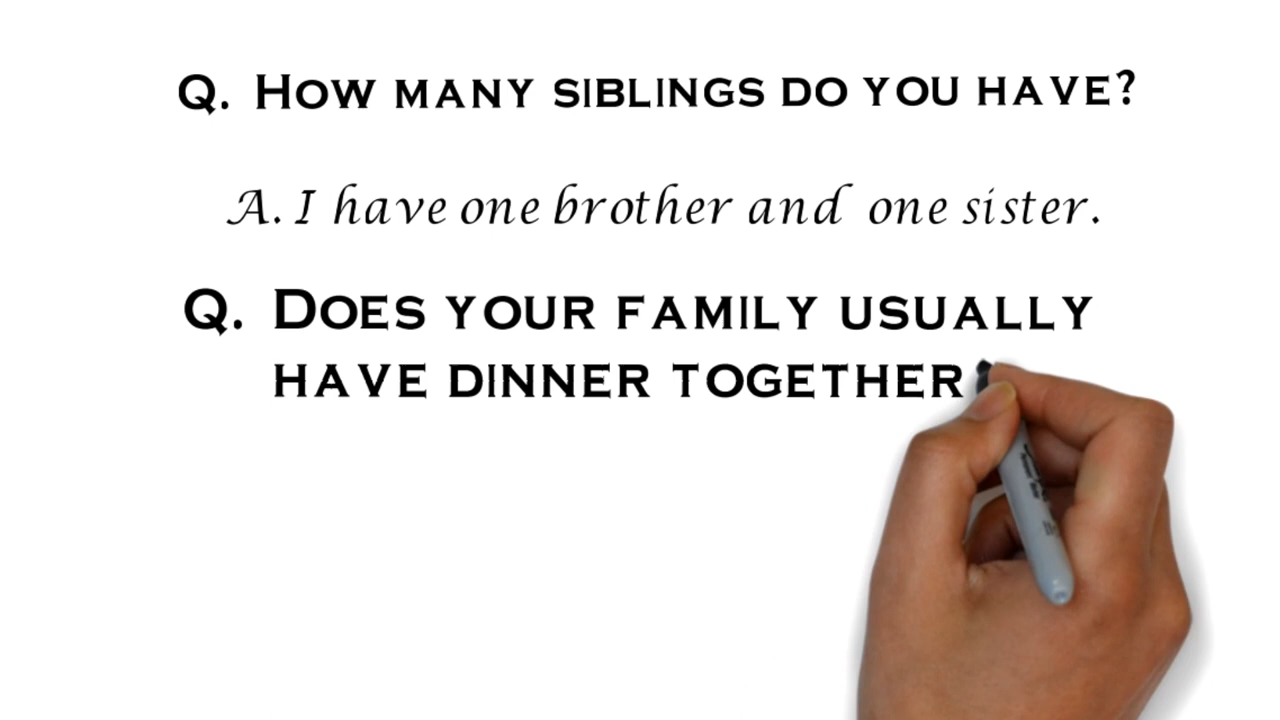 Q. How many siblings do you have?
A. I have one brother and one sister.
Q. Does your family usually
have dinner together